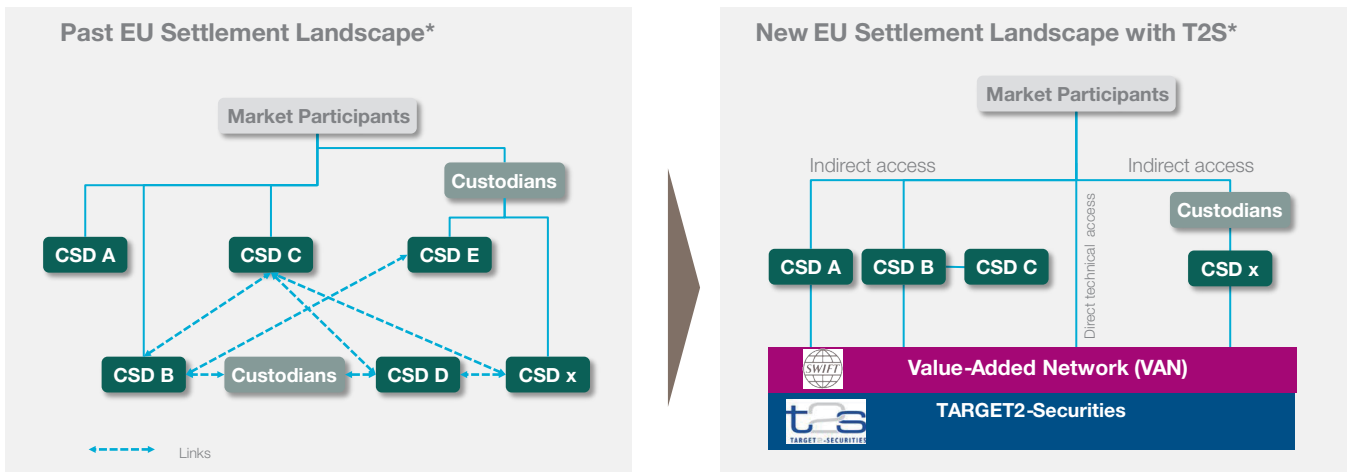 Past EU Settlement Landscape*
Market Participants
Custodians
CSD A
CSD C
CSD E
CSD B
Custodians
CSD D
CSD x
Links
New EU Settlement Landscape with T2S*
Market Participants
Indirect access
Indirect access
Direct technical access
Custodians
CSD A
CSD B
CSD C
CSD x
SWIFT
Value-Added Network (VAN)
t2s
TARGET2-SECURITIES
TARGET2-Securities